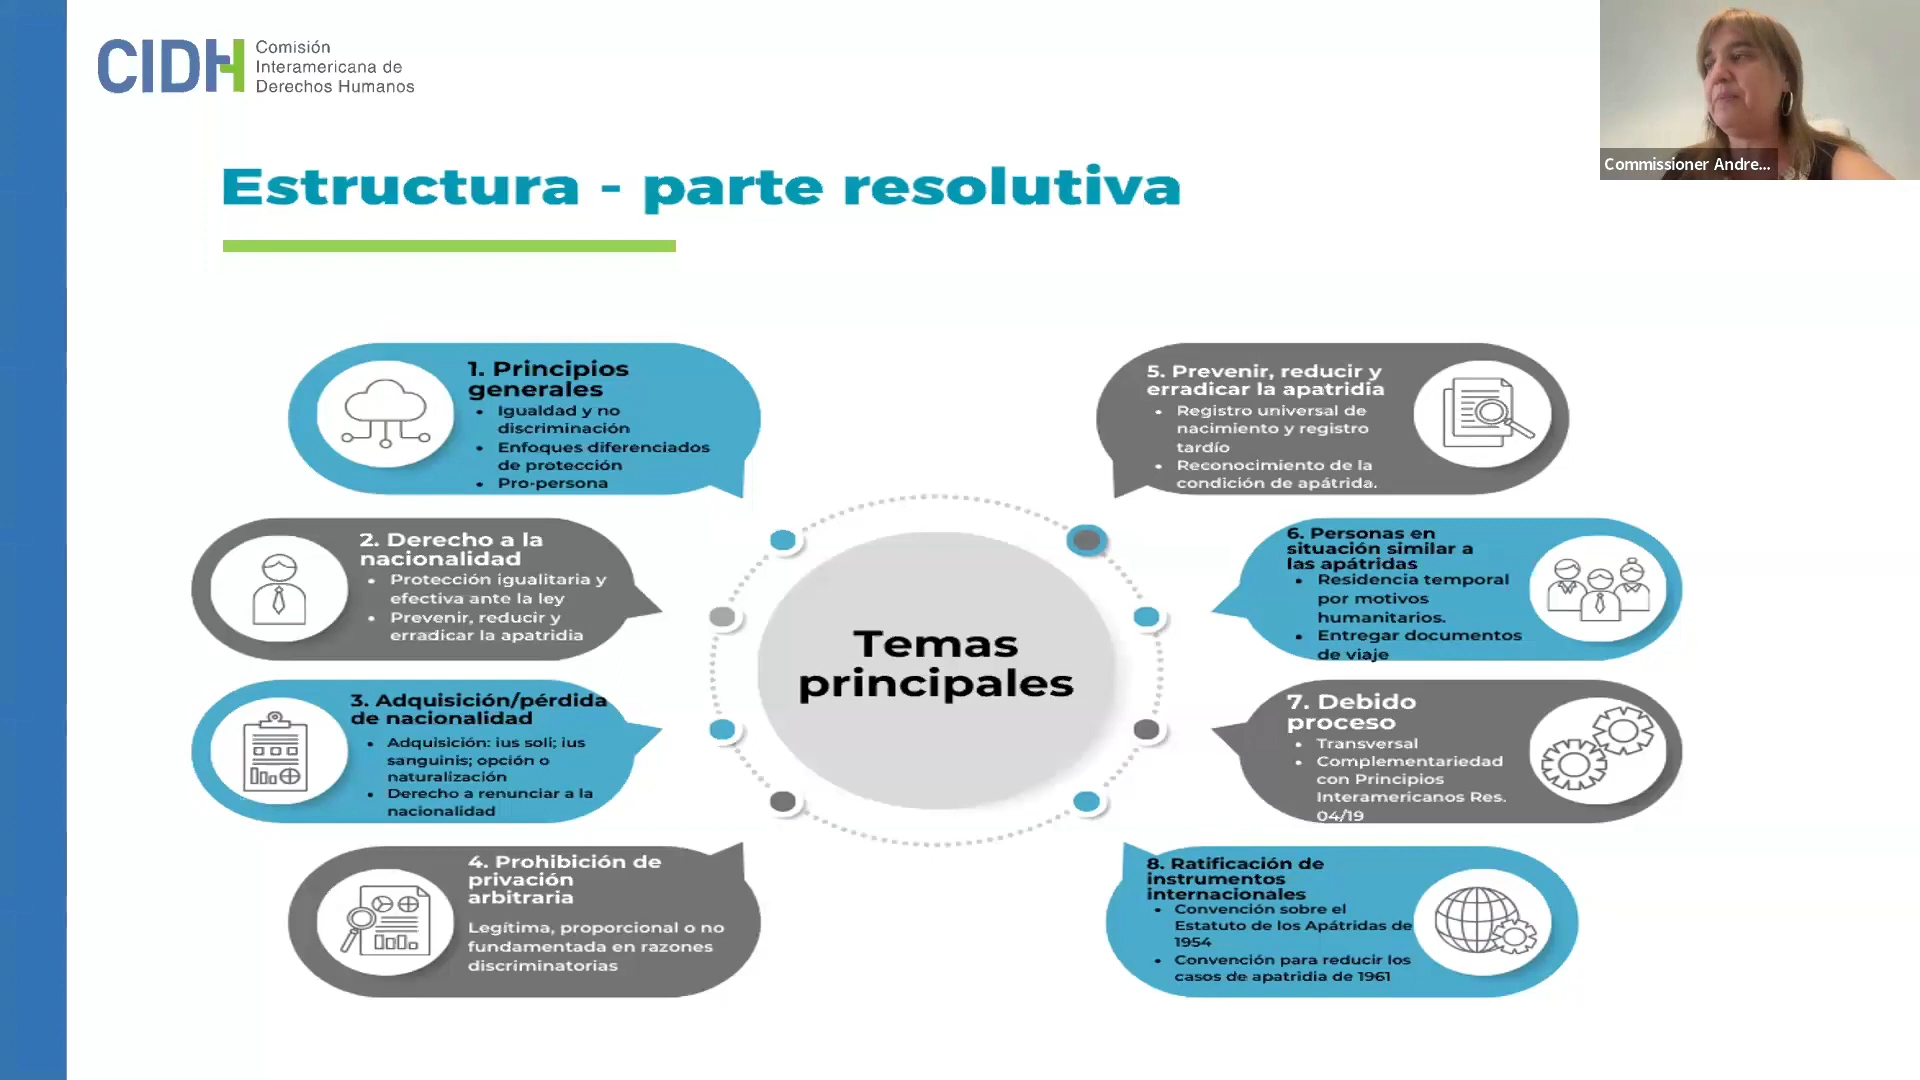 CIDH
Comisión
Interamericana de
Derechos Humanos
Commissioner Andre...
Estructura - parte resolutiva
1. Principios
generales
• Igualdad y no
discriminación
• Enfoques diferenciados
de protección
• Pro-persona
2. Derecho a la
nacionalidad
• Protección igualitaria y
efectiva ante la ley
• Prevenir, reducir y
erradicar la apatridia
3. Adquisición/pérdida
de nacionalidad
• Adquisición: ius soli; ius
sanguinis; opción o
naturalización
• Derecho a renunciar a la
nacionalidad
4. Prohibición de
privación
arbitraria
Legítima, proporcional o no
fundamentada en razones
discriminatorias
Temas
principales
5. Prevenir, reducir y
erradicar la apatridia
• Registro universal de
nacimiento y registro
tardío
• Reconocimiento de la
condición de apátrida.
6. Personas en
situación similar a
las apátridas
• Residencia temporal
por motivos
humanitarios.
• Entregar documentos
de viaje
7. Debido
proceso
• Transversal
• Complementariedad
con Principios
Interamericanos Res.
04/19
8. Ratificación de
instrumentos
internacionales
• Convención sobre el
Estatuto de los Apátridas de
1954
• Convención para reducir los
casos de apatridia de 1961